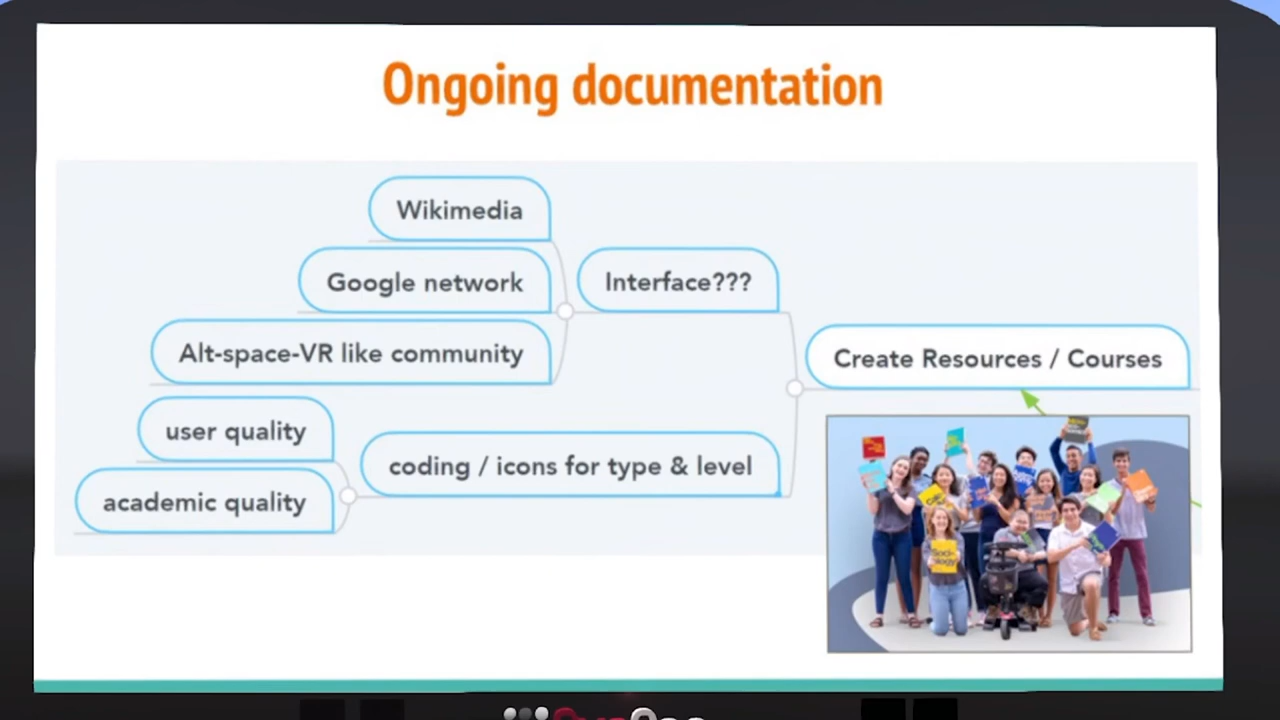 Ongoing documentation
Wikimedia
Google network
Interface???
Alt-space-VR like community
Create Resources / Courses
user quality
coding / icons for type & level
academic quality